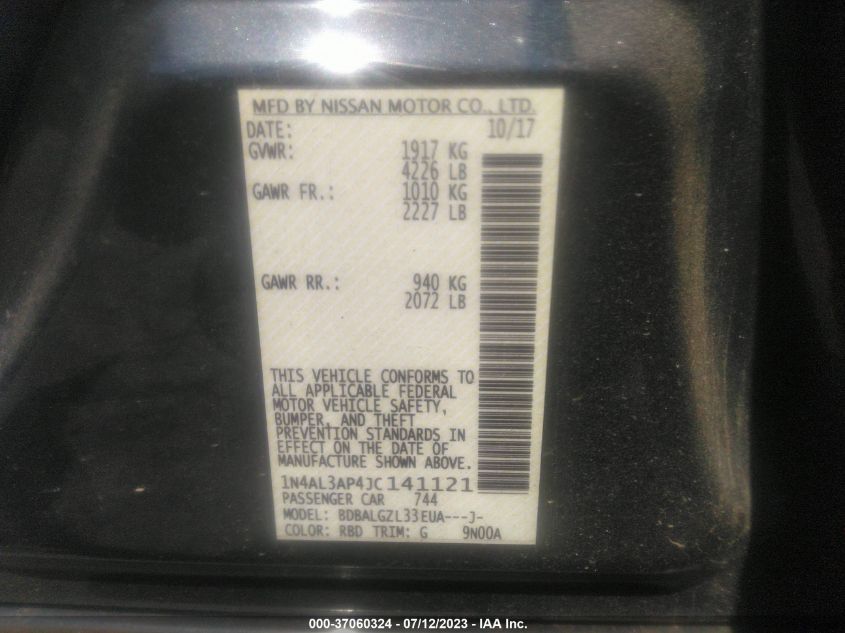 MFD BY NISSAN MOTOR CO., LTD.
DATE: 10/17
GVWR: 1917 KG
4226 LB
GAWR FR.: 1010 KG
2227 LB
GAWR RR.: 940 KG
2072 LB
THIS VEHICLE CONFORMS TO
ALL APPLICABLE FEDERAL
MOTOR VEHICLE SAFETY,
BUMPER, AND THEFT
PREVENTION STANDARDS IN
EFFECT ON THE DATE OF
MANUFACTURE SHOWN ABOVE.
1N4AL3AP4JC141121
PASSENGER CAR 744
MODEL: BDBALGZL33EUA---J-
COLOR: RBD TRIM: G 9N00A
000-37060324 - 07/12/2023 - IAA Inc.